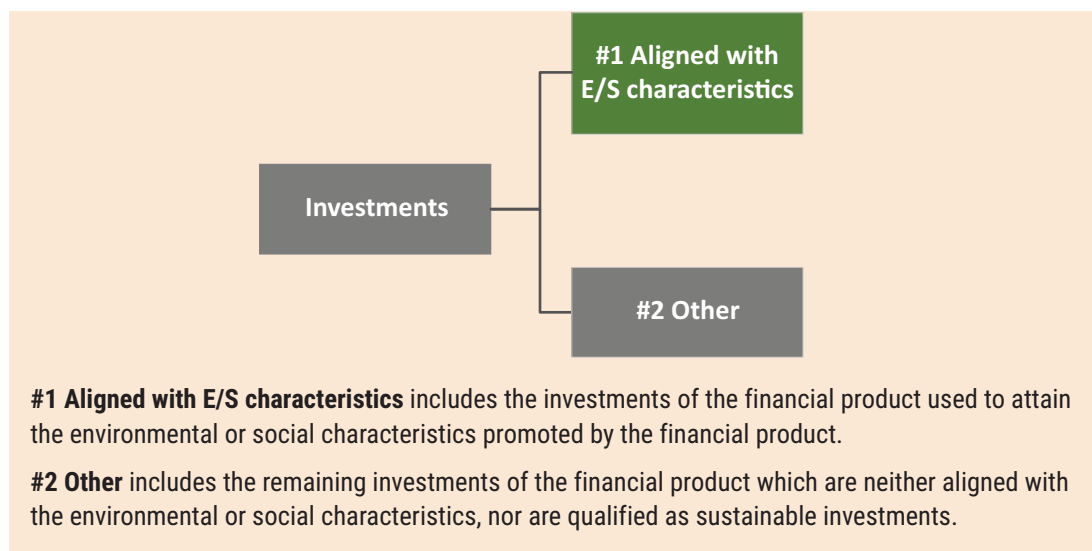 #1 Aligned with
E/S characteristics
Investments
#2 Other
#1 Aligned with E/S characteristics includes the investments of the financial product used to attain
the environmental or social characteristics promoted by the financial product.
#2 Other includes the remaining investments of the financial product which are neither aligned with
the environmental or social characteristics, nor are qualified as sustainable investments.